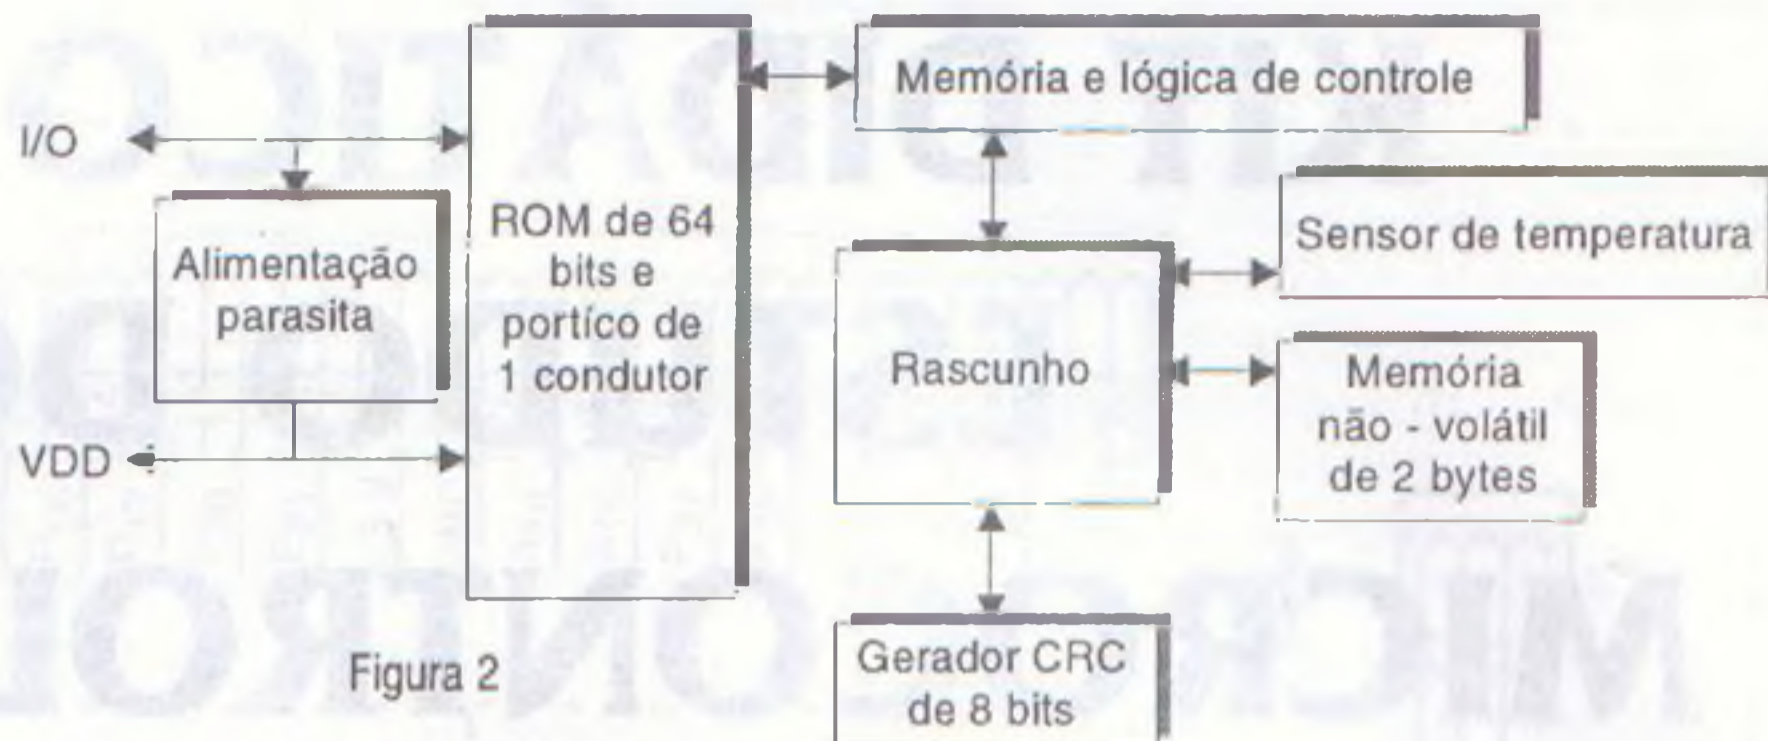 I/O
VDD
Alimentação
parasita
ROM de 64
bits e
portíco de
1 condutor
Memória e lógica de controle
Sensor de temperatura
Rascunho
Memória
não - volátil
de 2 bytes
Gerador CRC
de 8 bits
Figura 2